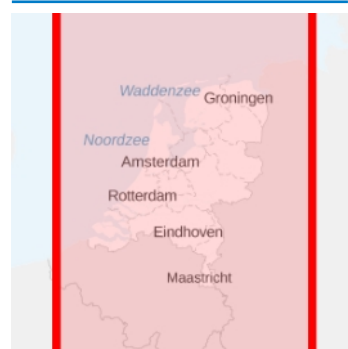 Waddenzee
Groningen
Noordzee
Amsterdam
Rotterdam
Eindhoven
Maastricht